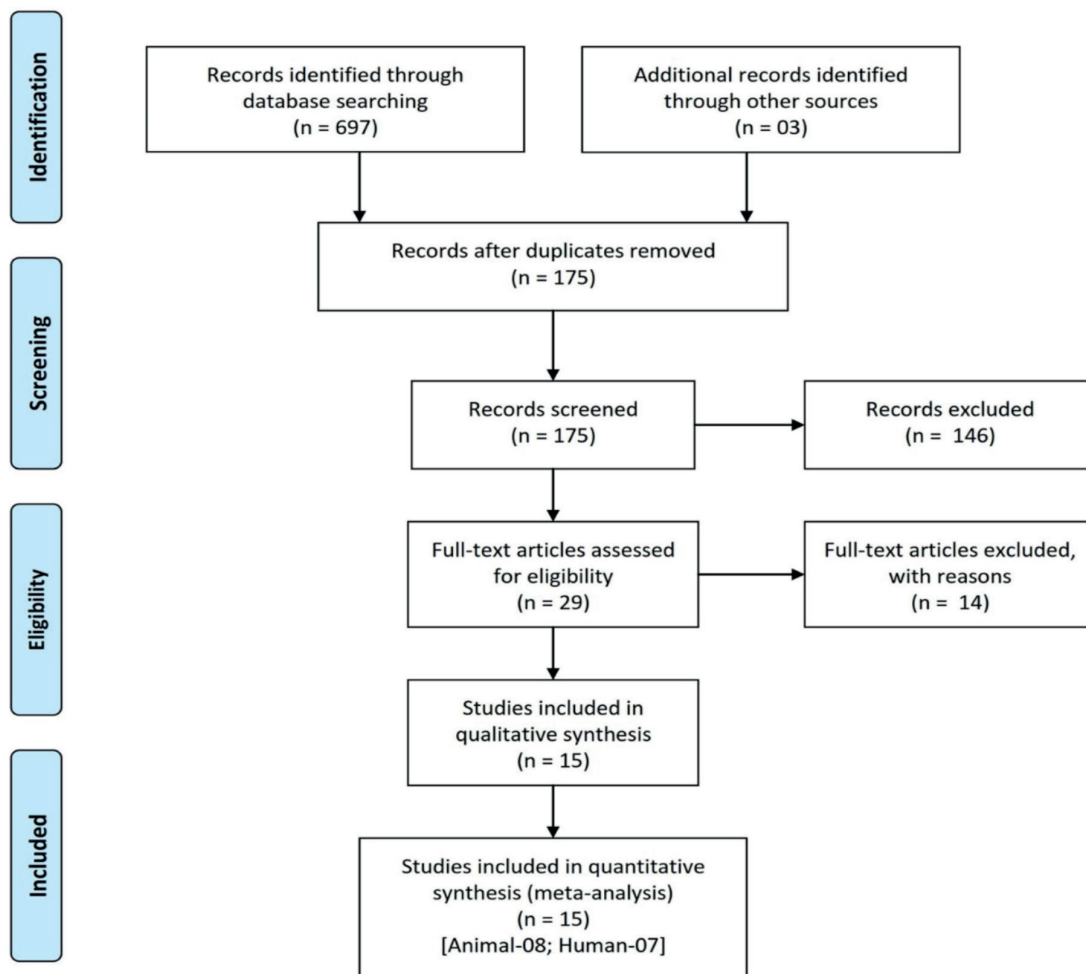 Identification
Records identified through
database searching
(n = 697)
Additional records identified
through other sources
(n = 03)
Records after duplicates removed
(n = 175)
Screening
Records screened
(n = 175)
Records excluded
(n = 146)
Eligibility
Full-text articles assessed
for eligibility
(n = 29)
Full-text articles excluded,
with reasons
(n = 14)
Studies included in
qualitative synthesis
(n = 15)
Included
Studies included in quantitative
synthesis (meta-analysis)
(n = 15)
[Animal-08; Human-07]